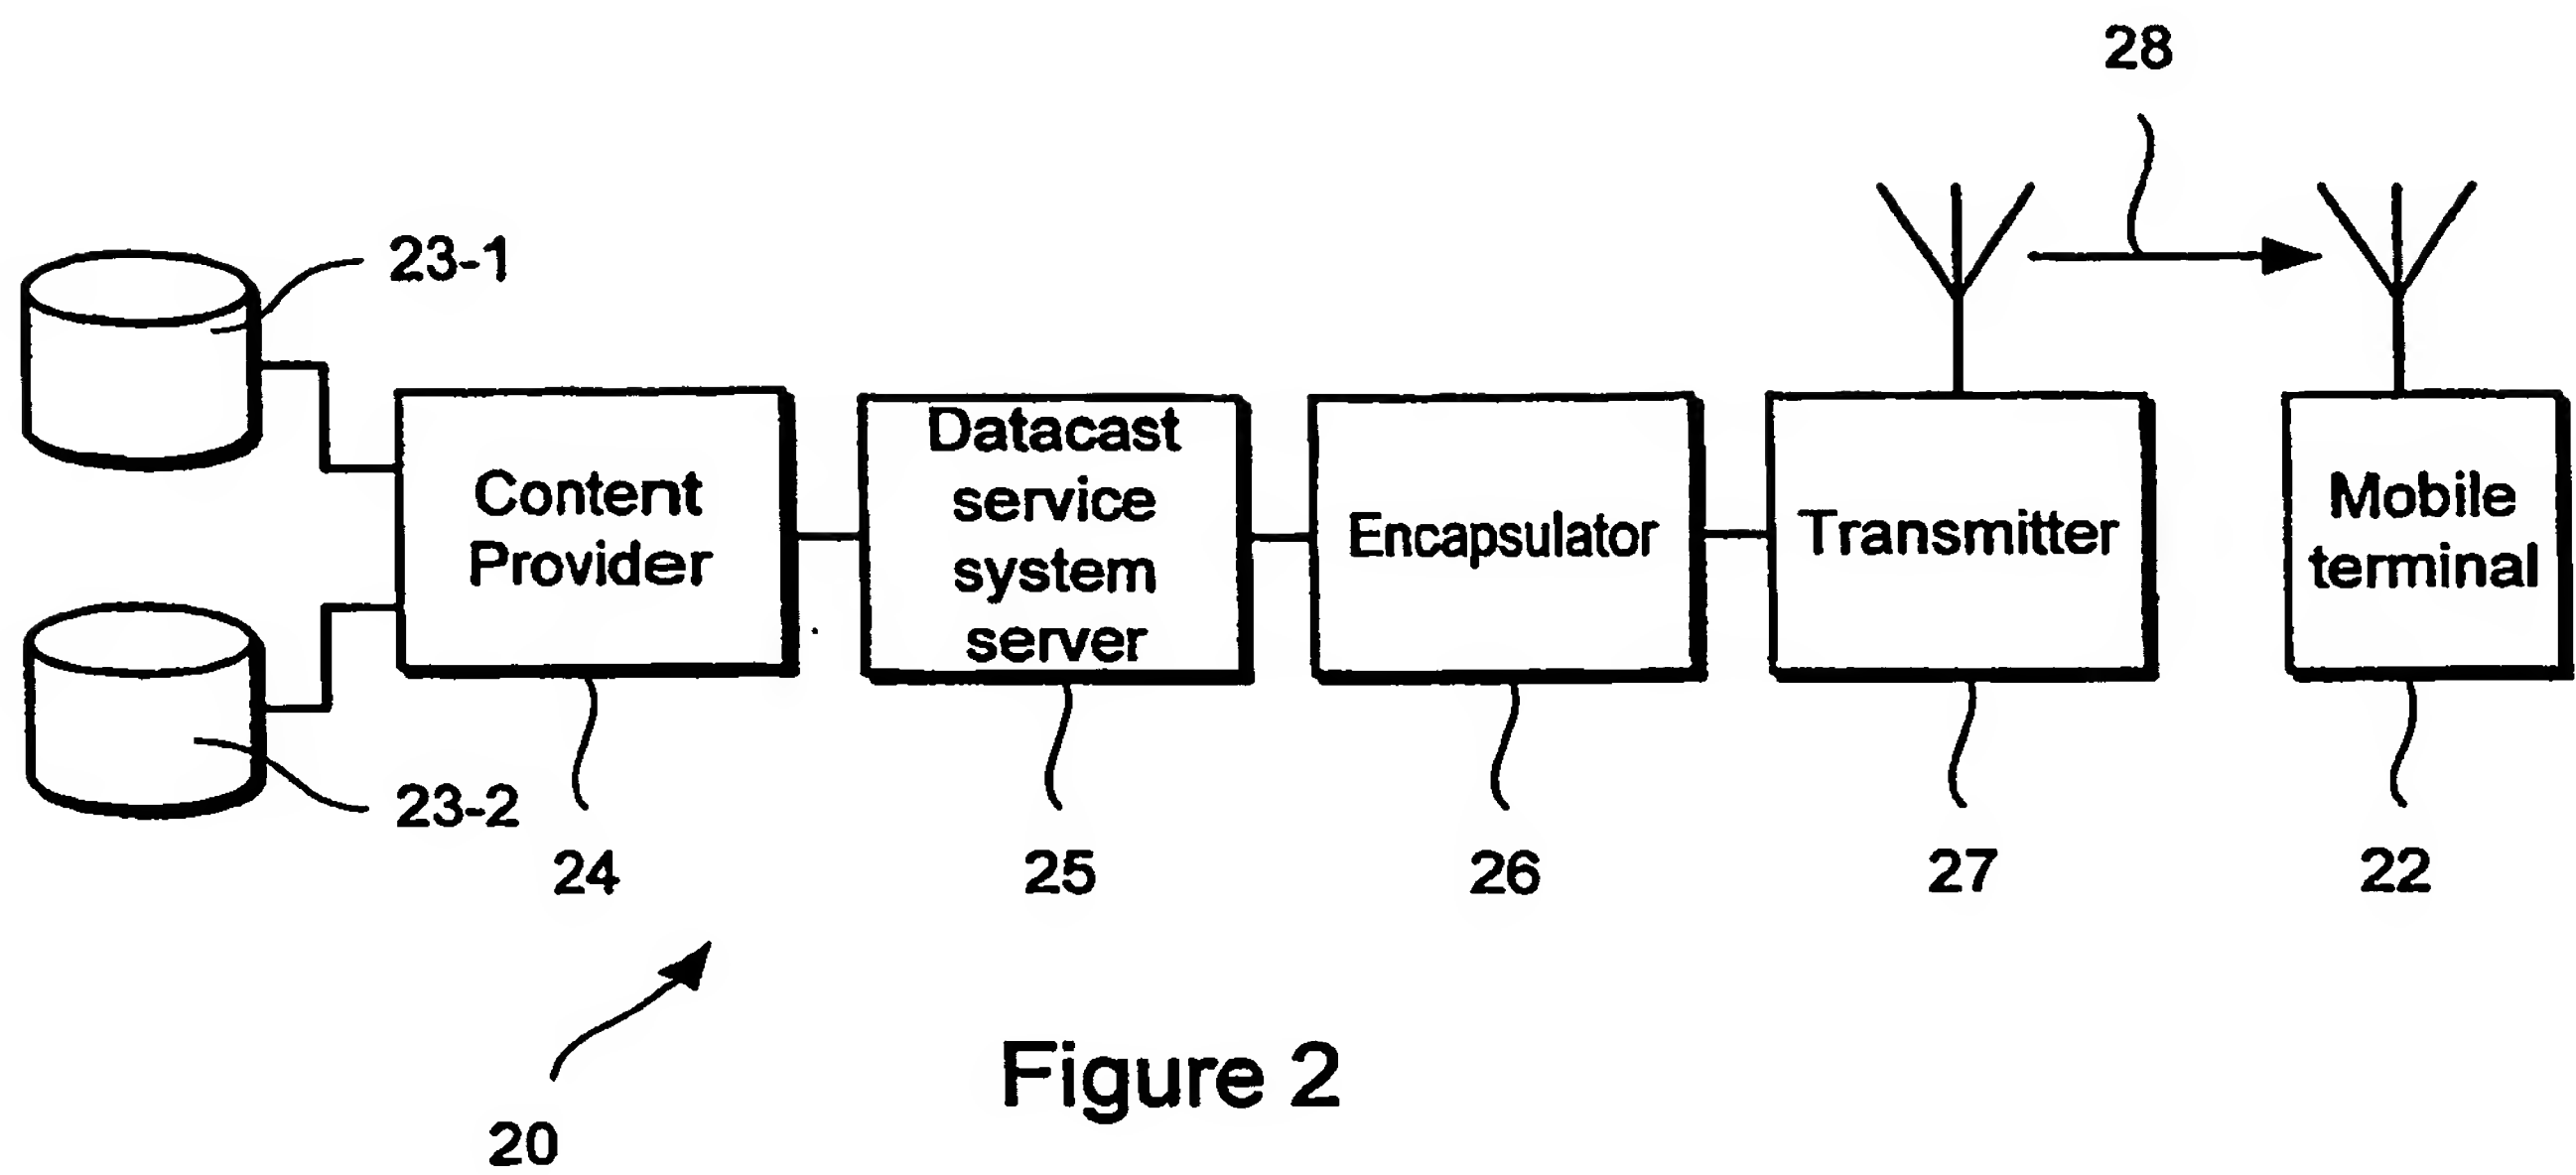 28
23-1
Content
Provider
Datacast
service
system
server
Encapsulator
Transmitter
Mobile
terminal
23-2
24
25
26
27
22
20
Figure 2